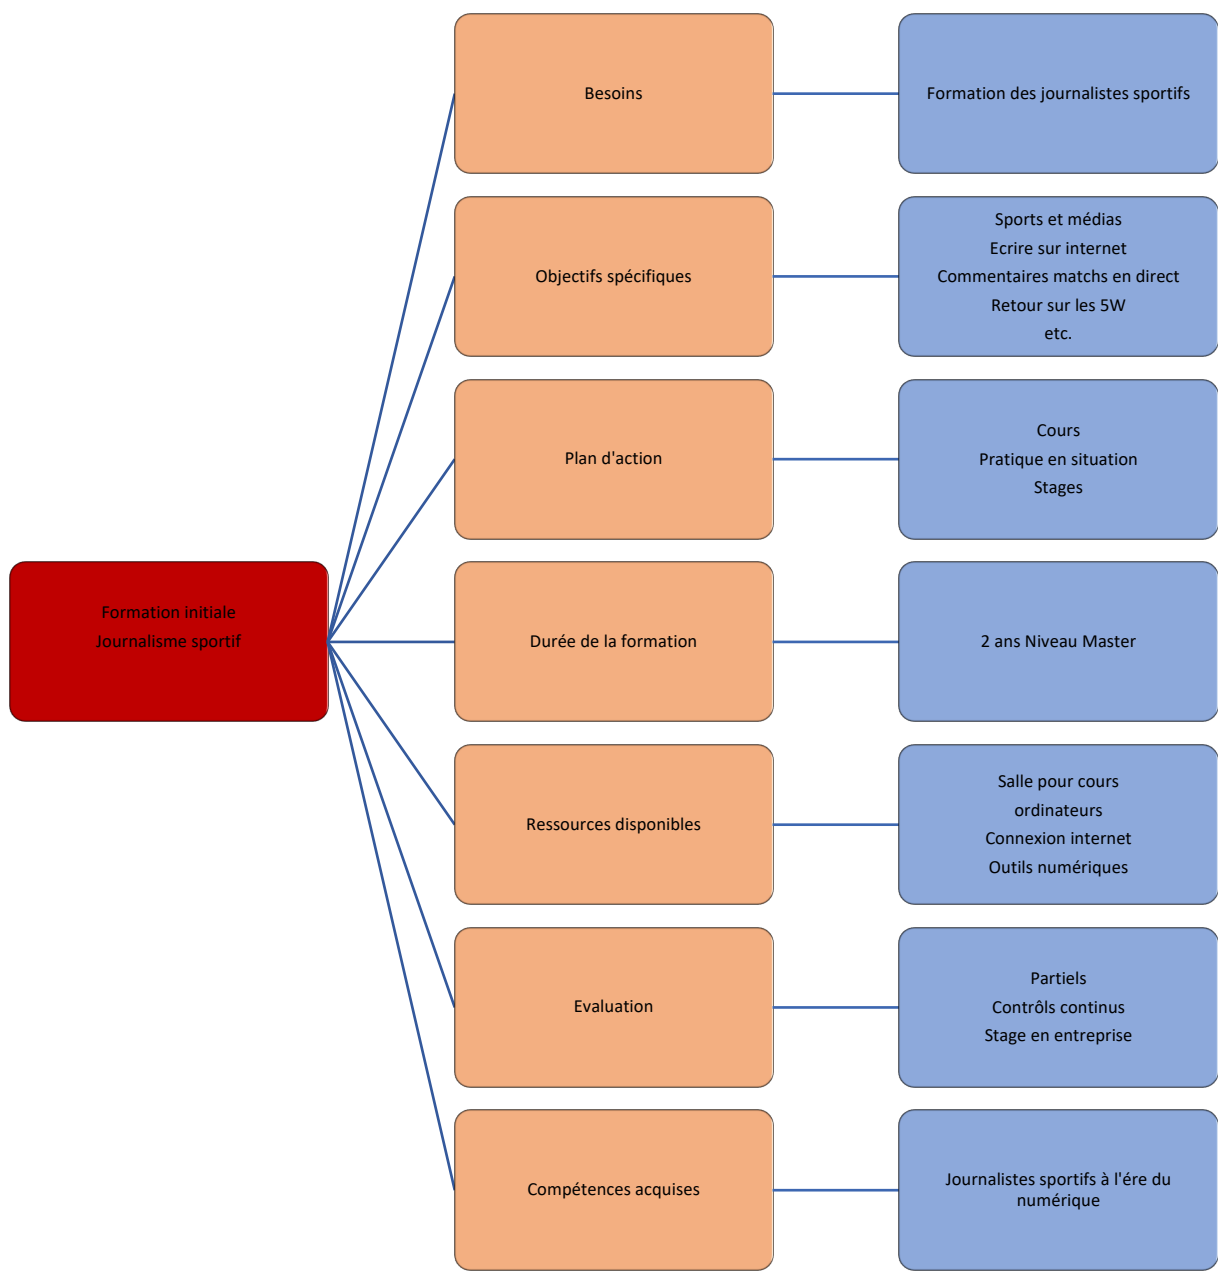 Formation initiale
Journalisme sportif
Besoins
Formation des journalistes sportifs
Objectifs spécifiques
Sports et médias
Ecrire sur internet
Commentaires matchs en direct
Retour sur les 5W
etc.
Plan d'action
Cours
Pratique en situation
Stages
Durée de la formation
2 ans Niveau Master
Ressources disponibles
Salle pour cours
ordinateurs
Connexion internet
Outils numériques
Evaluation
Partiels
Contrôls continus
Stage en entreprise
Compétences acquises
Journalistes sportifs à l'ére du
numérique